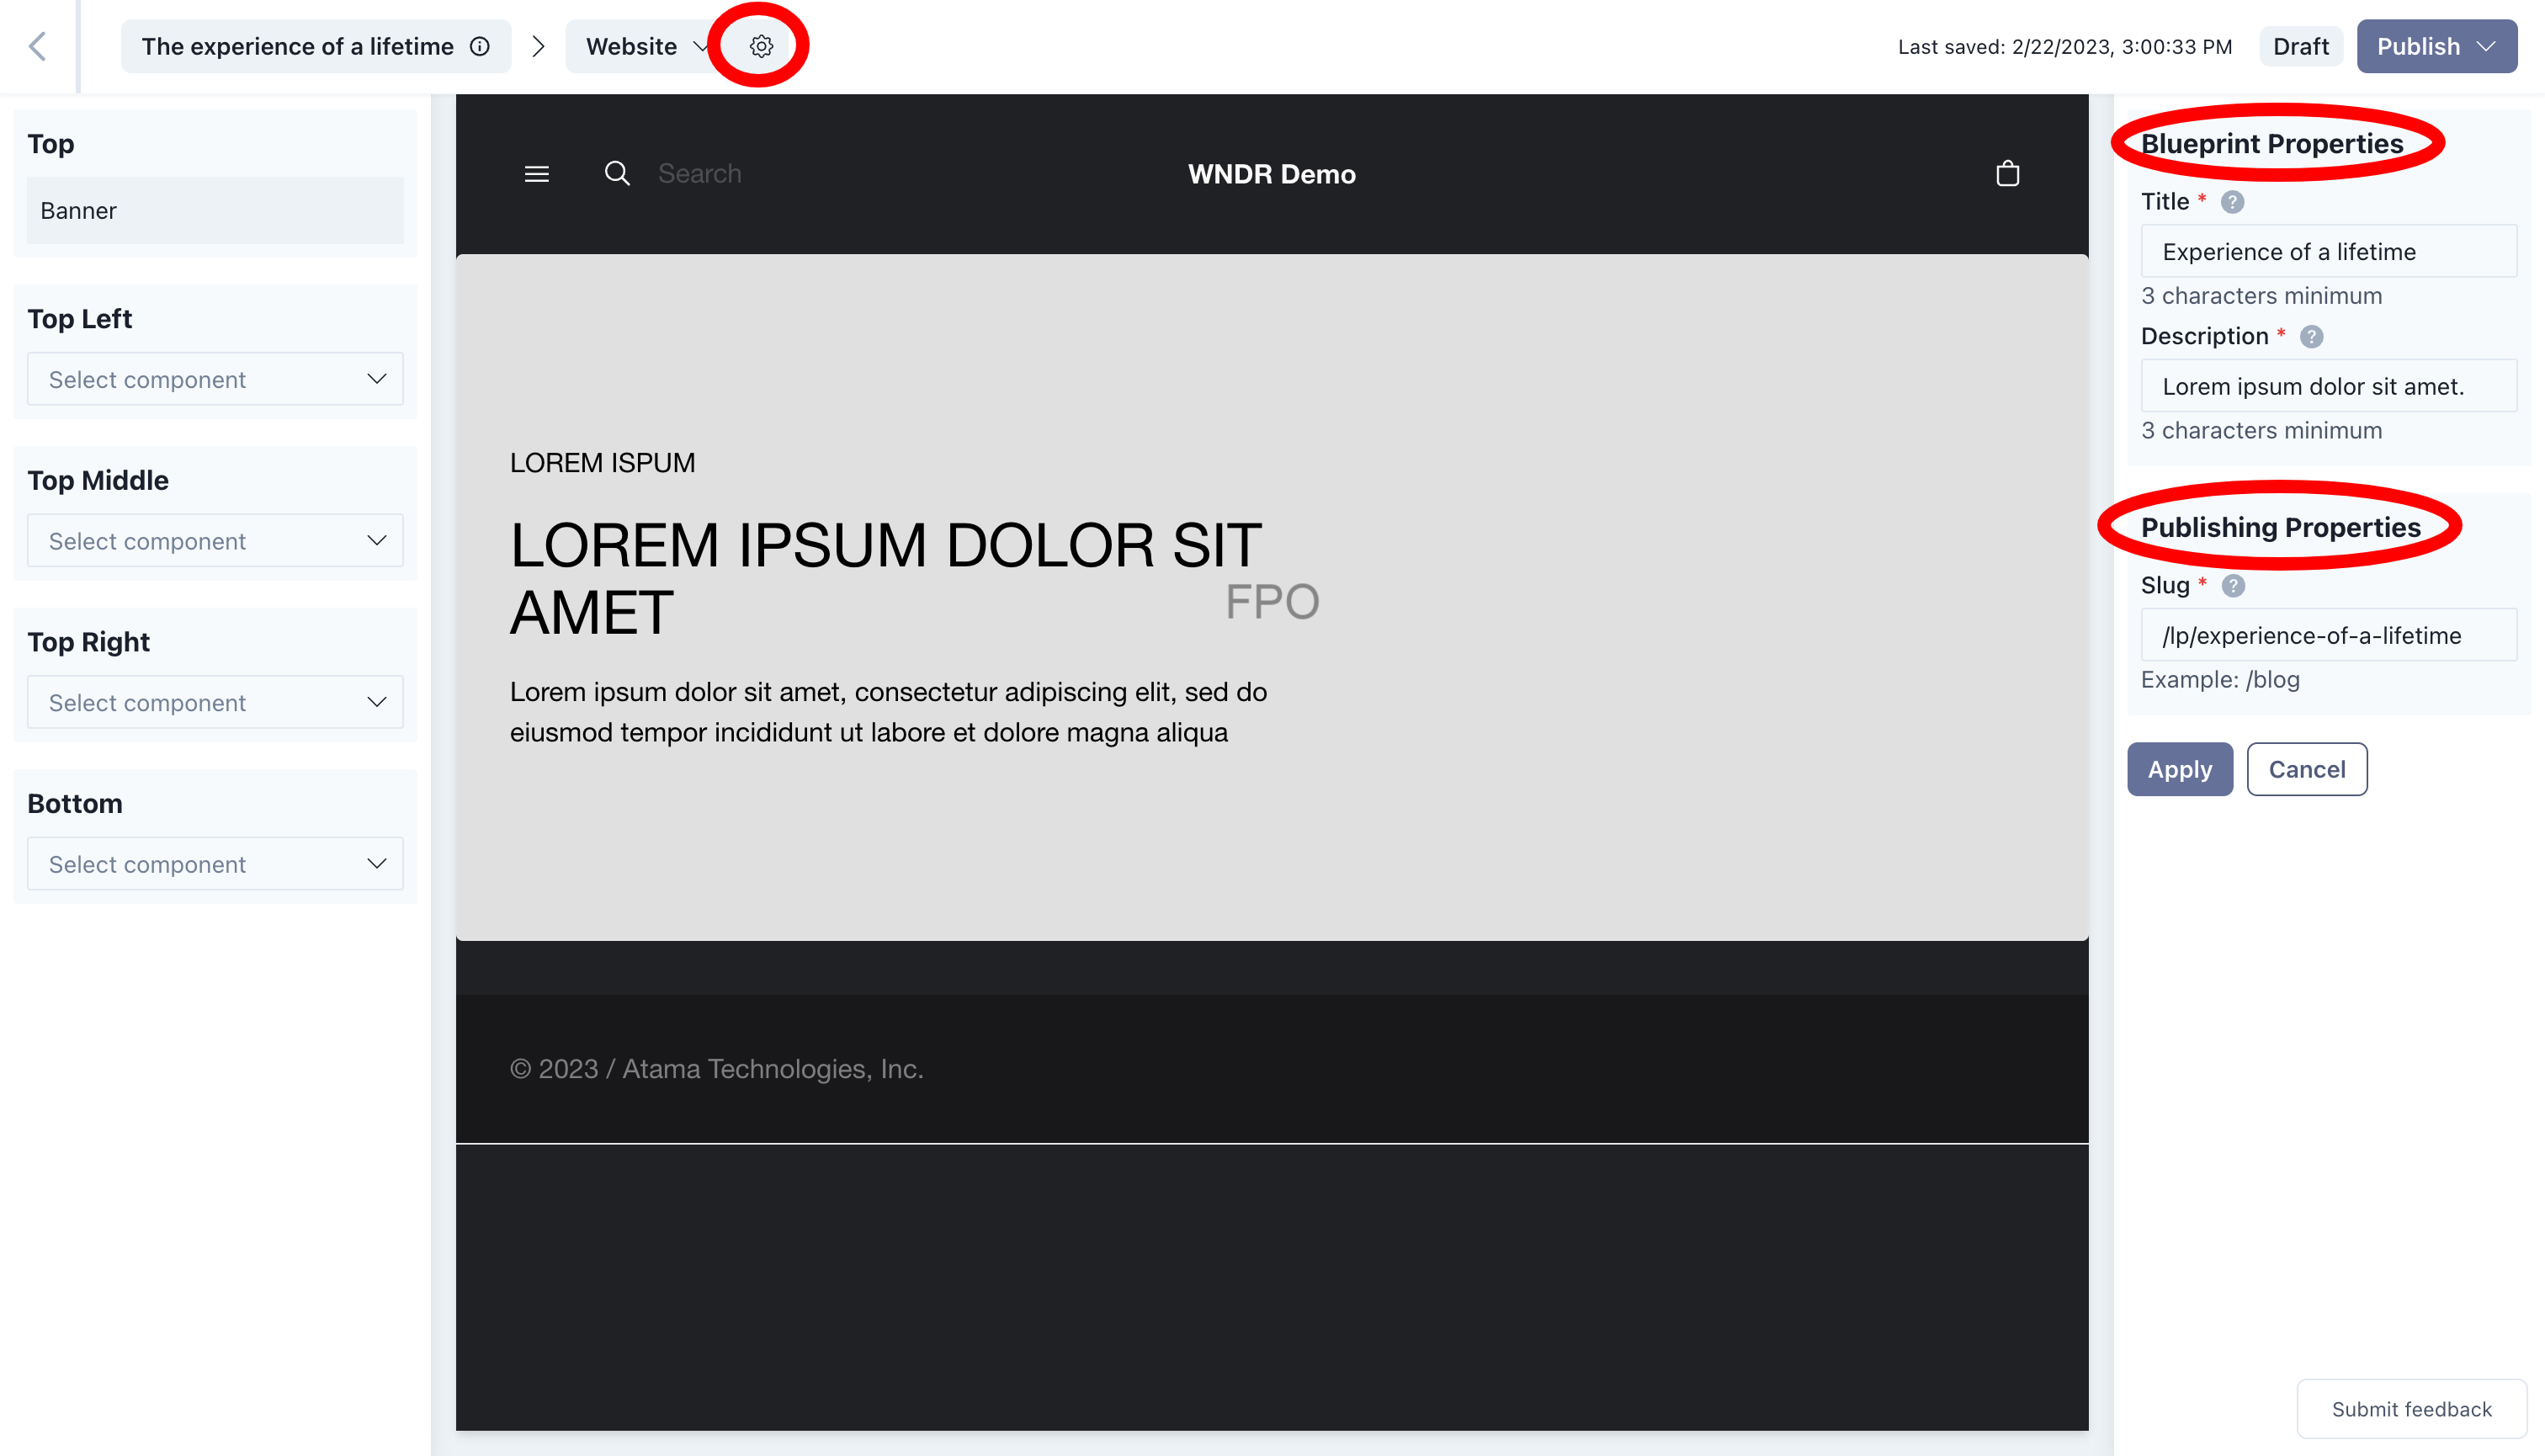 The experience of a lifetime
Website
Last saved: 2/22/2023, 3:00:33 PM
Draft
Publish
Top
Banner
Top Left
Select component
Top Middle
Select component
Top Right
Select component
Bottom
Select component
Search
WNDR Demo
LOREM ISPUM
LOREM IPSUM DOLOR SIT
AMET
FPO
Lorem ipsum dolor sit amet, consectetur adipiscing elit, sed do
eiusmod tempor incididunt ut labore et dolore magna aliqua
© 2023 / Atama Technologies, Inc.
Blueprint Properties
Title * ?
Experience of a lifetime
3 characters minimum
Description * ?
Lorem ipsum dolor sit amet.
3 characters minimum
Publishing Properties
Slug * ?
/lp/experience-of-a-lifetime
Example: /blog
Apply
Cancel
Submit feedback